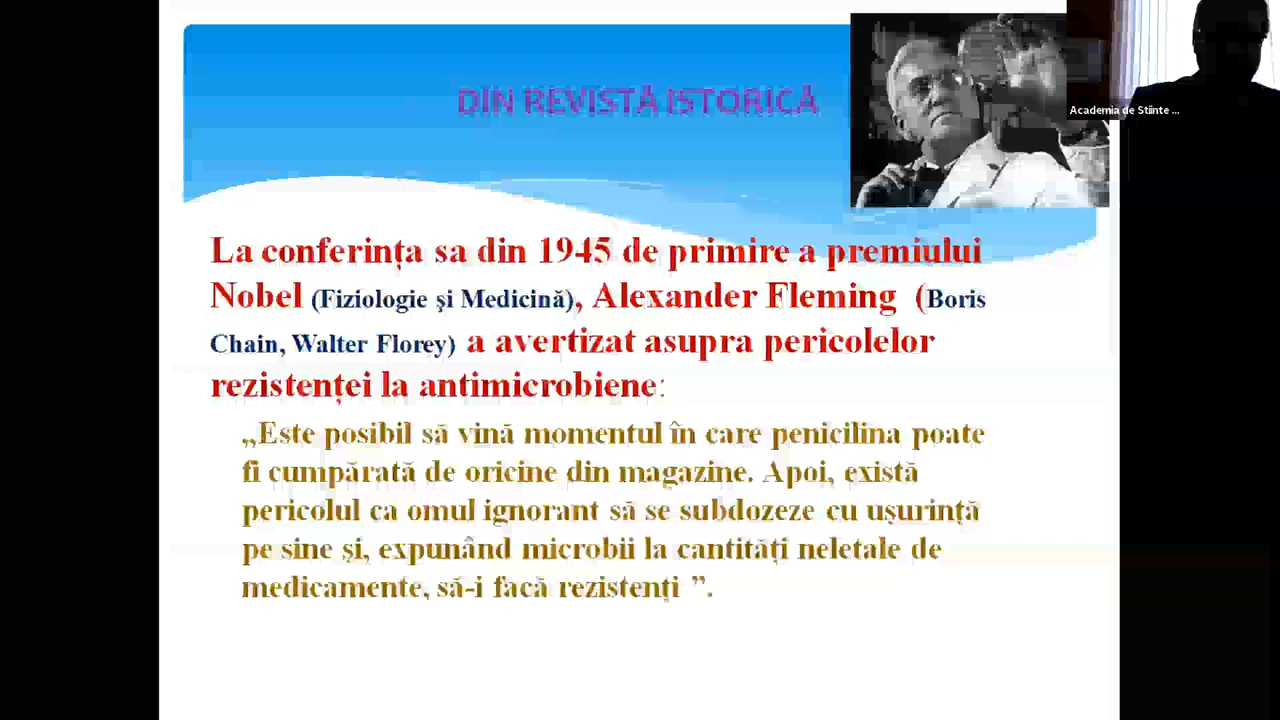 DIN REVISTĂ ISTORICĂ
Academia de Stiinte ...
La conferința sa din 1945 de primire a premiului
Nobel (Fiziologie şi Medicină), Alexander Fleming (Boris
Chain, Walter Florey) a avertizat asupra pericolelor
rezistenței la antimicrobiene:
„Este posibil să vină momentul în care penicilina poate
fi cumpărată de oricine din magazine. Apoi, există
pericolul ca omul ignorant să se subdozeze cu ușurință
pe sine și, expunând microbii la cantități neletale de
medicamente, să-i facă rezistenți ”.